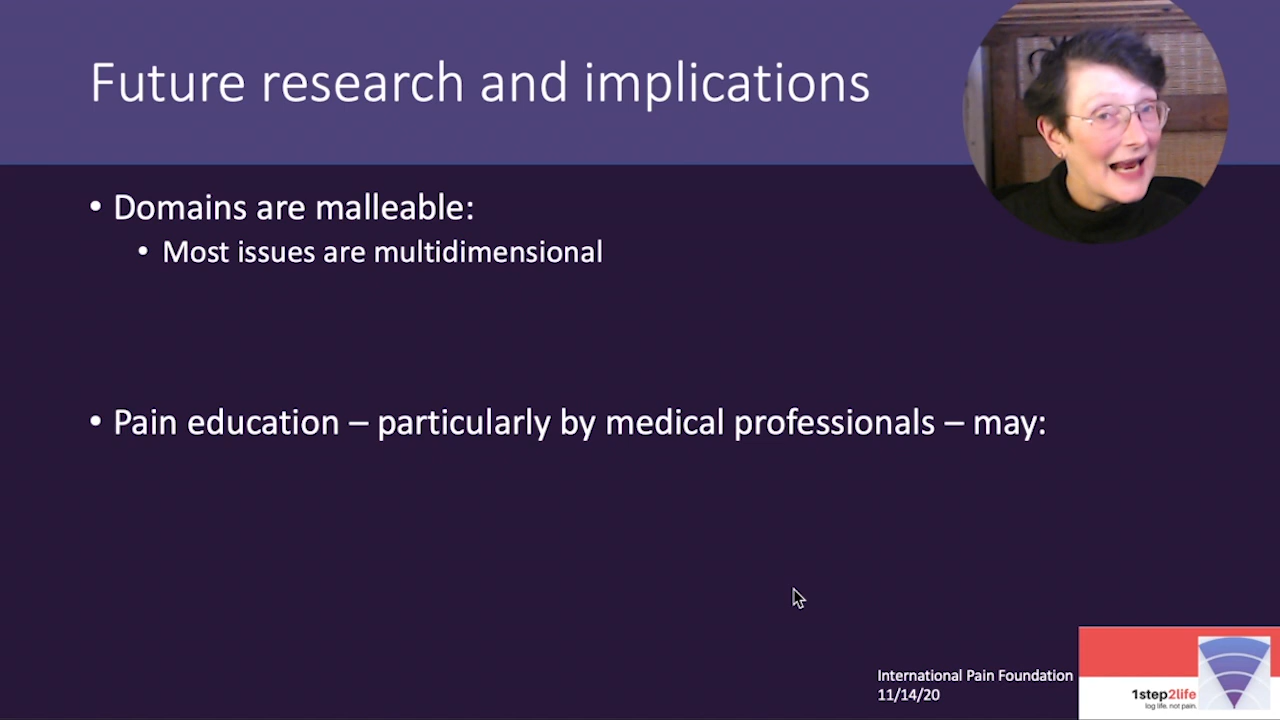 Future research and implications
• Domains are malleable:
• Most issues are multidimensional
• Pain education – particularly by medical professionals – may:
International Pain Foundation
11/14/20
1step2life
log life. not pain.